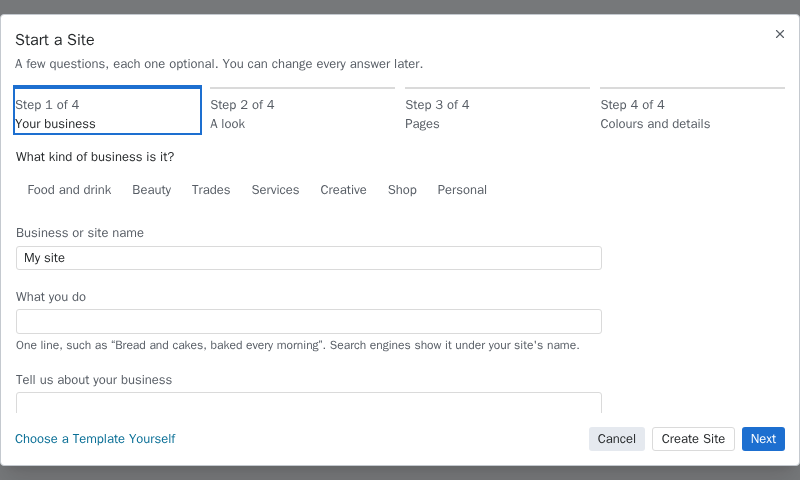 Start a Site
A few questions, each one optional. You can change every answer later.
Step 1 of 4
Your business
Step 2 of 4
A look
Step 3 of 4
Pages
Step 4 of 4
Colours and details
What kind of business is it?
Food and drink Beauty Trades Services Creative Shop Personal
Business or site name
My site
What you do
One line, such as “Bread and cakes, baked every morning”. Search engines show it under your site's name.
Tell us about your business
Choose a Template Yourself
Cancel Create Site Next